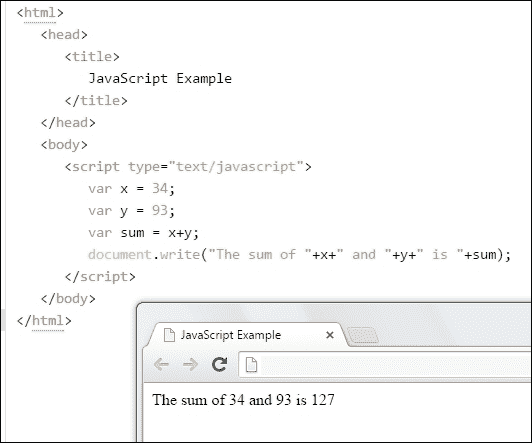 <html>
<head>
<title>
JavaScript Example
</title>
</head>
<body>
<script type="text/javascript">
var x = 34;
var y = 93;
var sum = x+y;
document.write("The sum of "+x+" and "+y+" is "+sum);
</script>
</body>
</html>
JavaScript Example
The sum of 34 and 93 is 127